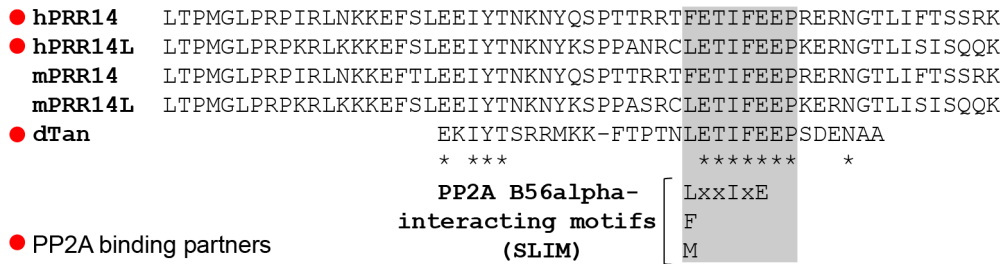 hPRR14 LTPMGLPRPIRLNKKEFSLEEIYTNKNYQSPTTRRTFETIFEEPRERNGTLIFTSSRK
hPRR14L LTPMGLPRPKRLKKKEFSLEEIYTNKNYKSPPANRCLETIFEEPKERNGTLISISQQK
mPRR14 LTPMGLPRPIRLNKKEFTLEEIYTNKNYQSPTTRRTFETIFEEPRERNGTLIFTSSRK
mPRR14L LTPMGLPRPKRLKKKEFSLEEIYTNKNYKSPPASRCLETIFEEPKERNGTLISISQQK
dTan EKIYTSRRMKK-FTPTNLETIFEEPSDENAA
* *** ******* *
PP2A B56alpha- LxxIxE
interacting motifs F
(SLIM) M
PP2A binding partners